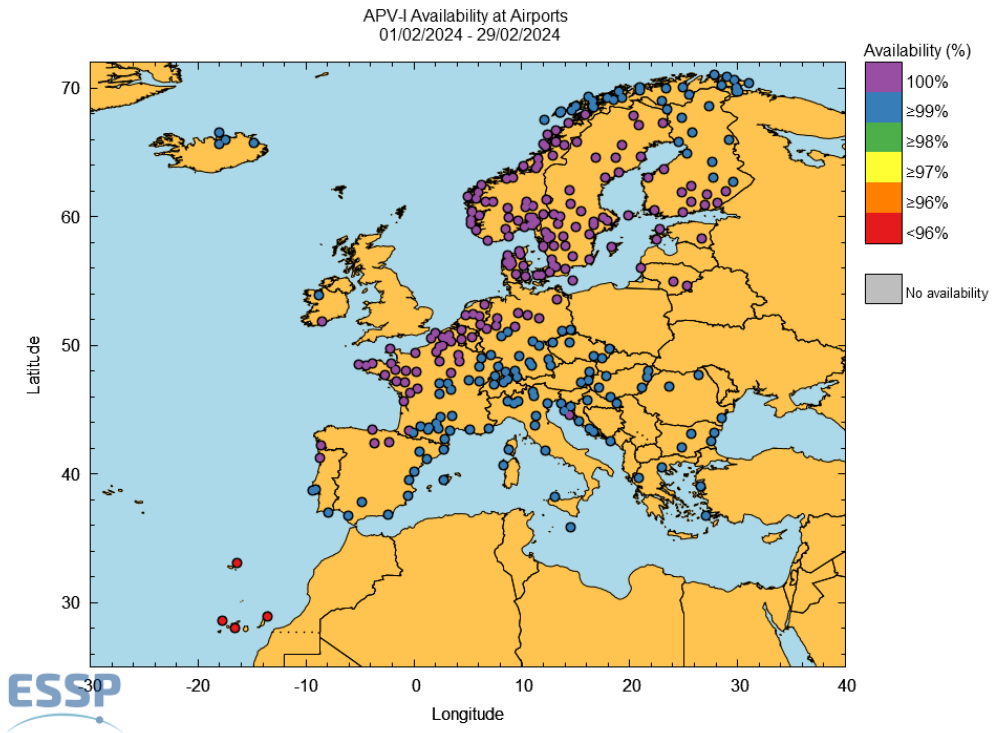 APV-I Availability at Airports
01/02/2024 - 29/02/2024
Availability (%)
100%
≥99%
≥98%
≥97%
≥96%
<96%
No availability
70
60
50
40
30
Latitude
-30
-20
-10
0
10
20
30
40
Longitude
ESSP